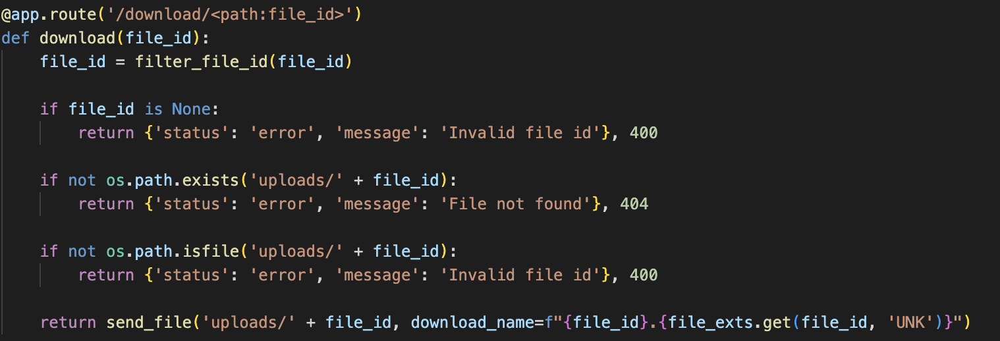 @app.route('/download/<path:file_id>')
def download(file_id):
    file_id = filter_file_id(file_id)

    if file_id is None:
        return {'status': 'error', 'message': 'Invalid file id'}, 400

    if not os.path.exists('uploads/' + file_id):
        return {'status': 'error', 'message': 'File not found'}, 404

    if not os.path.isfile('uploads/' + file_id):
        return {'status': 'error', 'message': 'Invalid file id'}, 400

    return send_file('uploads/' + file_id, download_name=f"{file_id}.{file_exts.get(file_id, 'UNK')}")